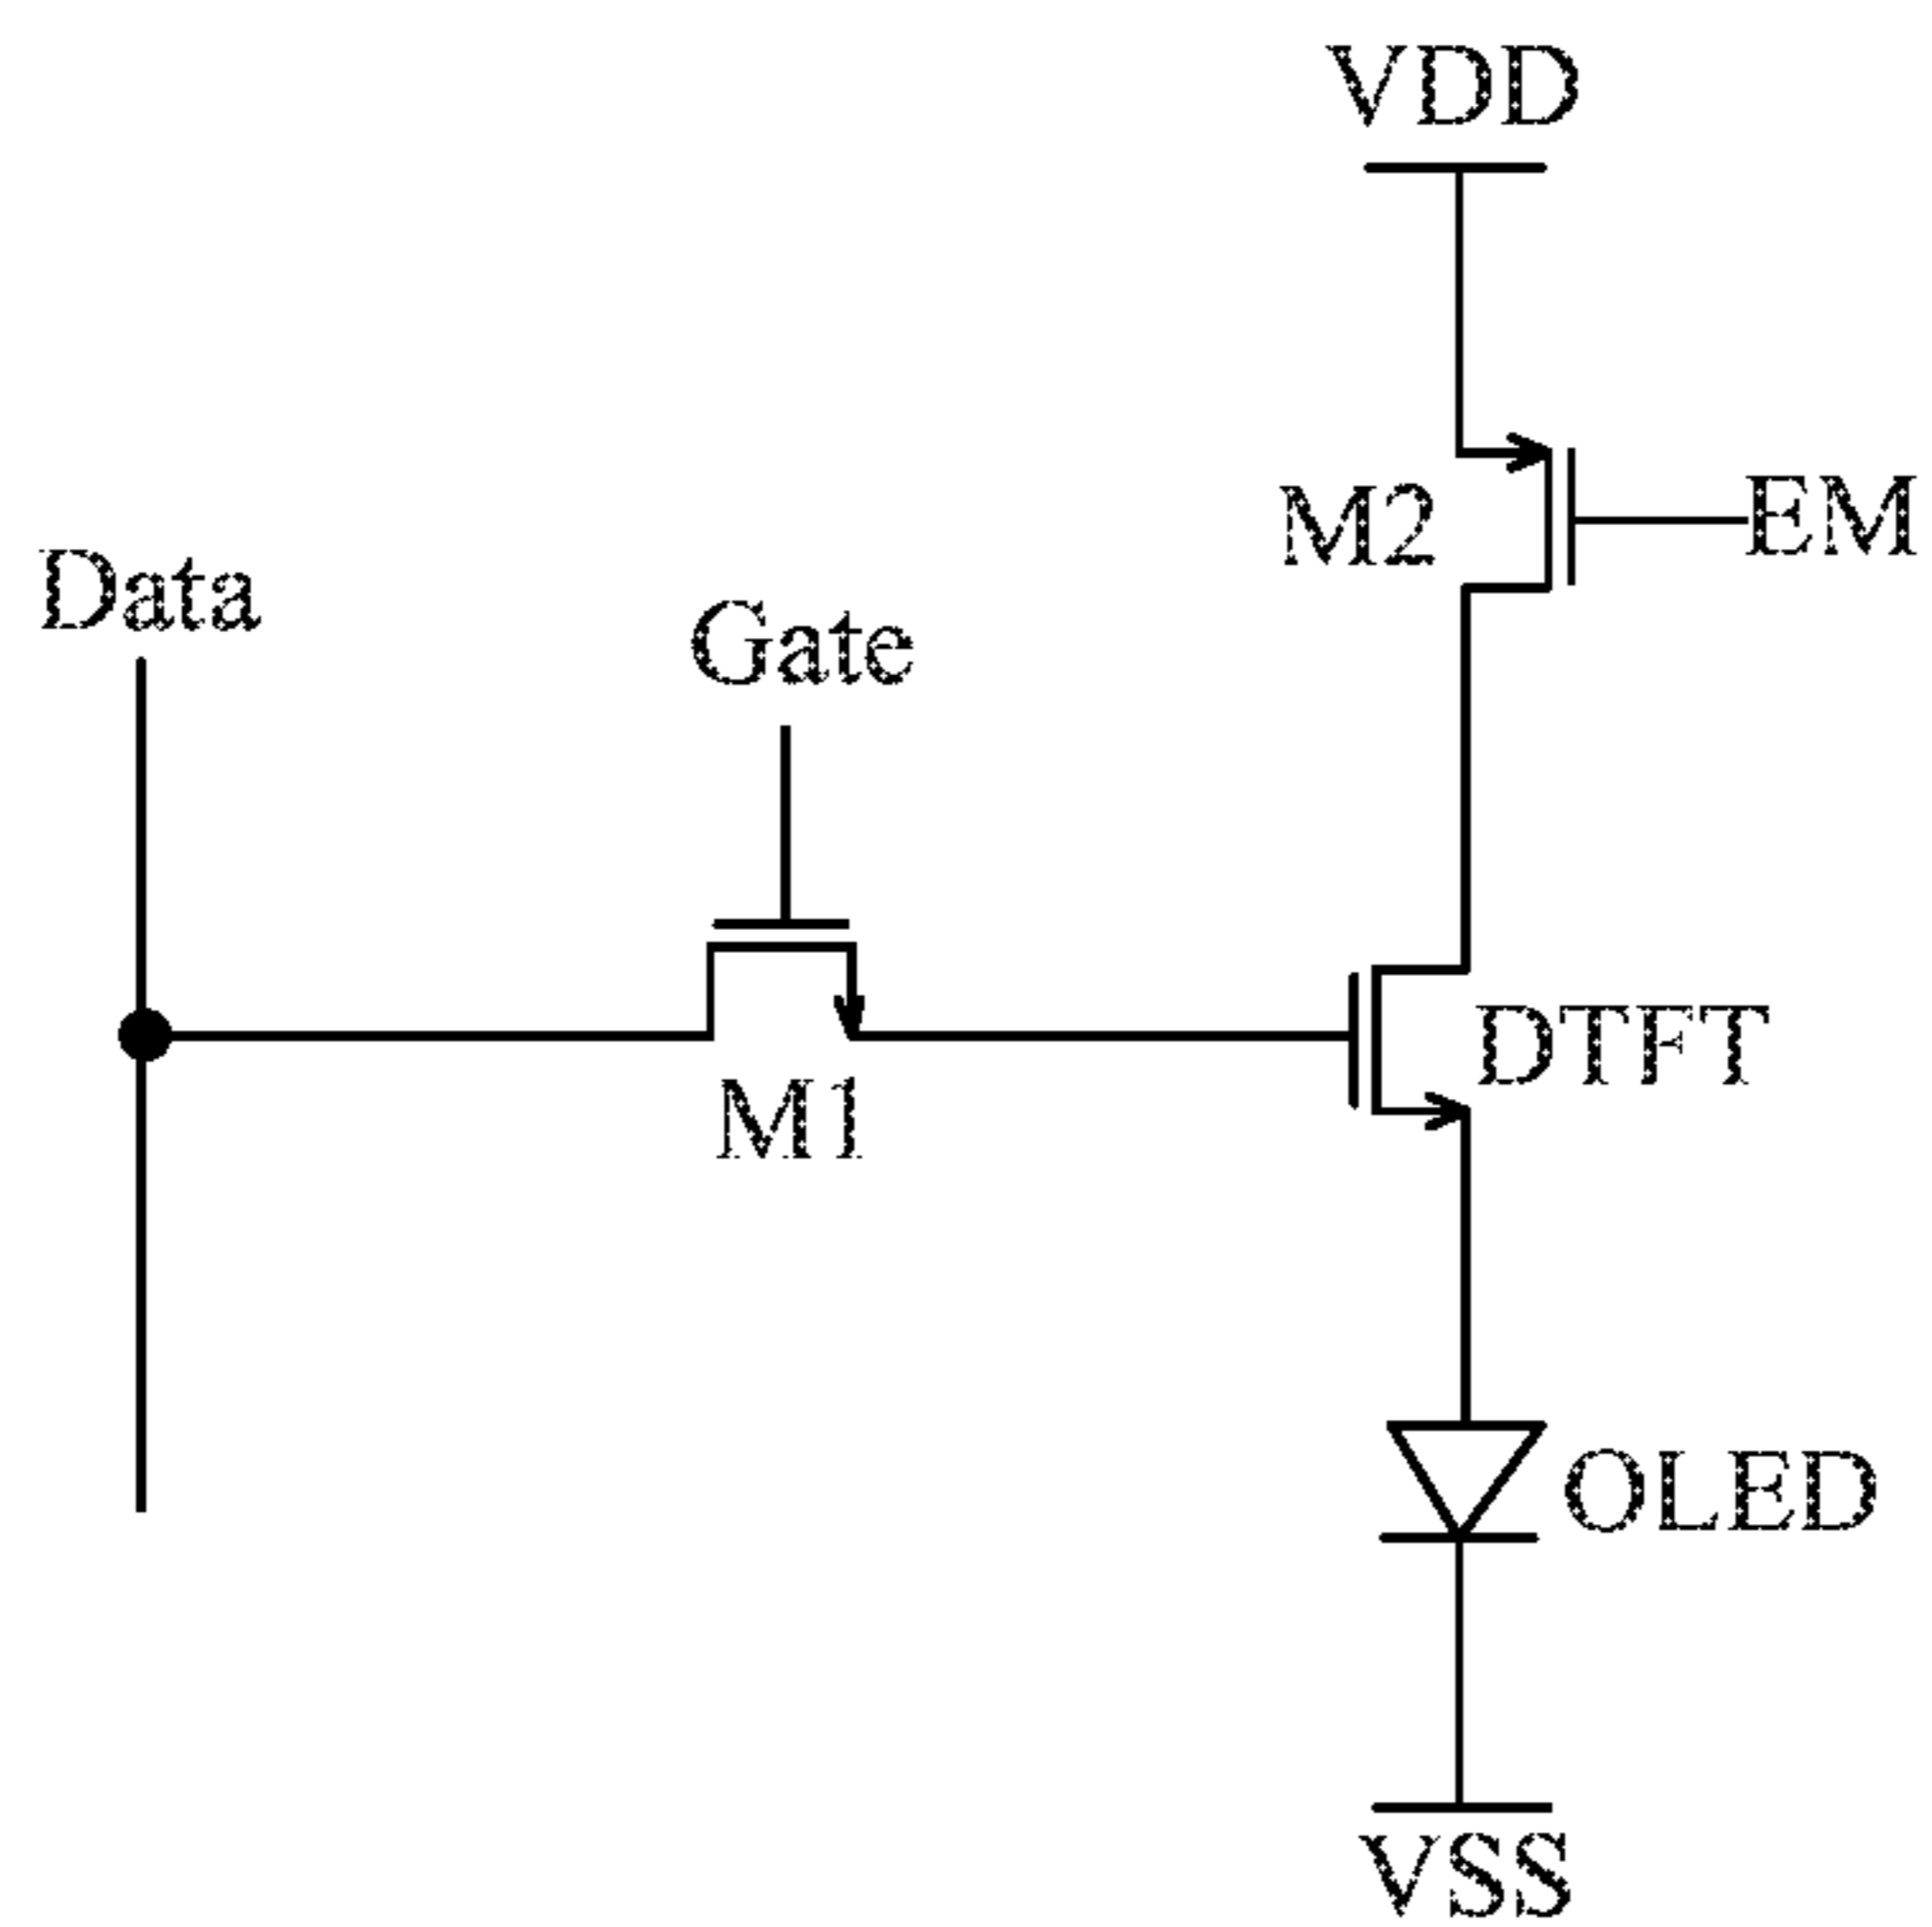 VDD
M2
EM
Data
Gate
DTFT
M1
OLED
VSS